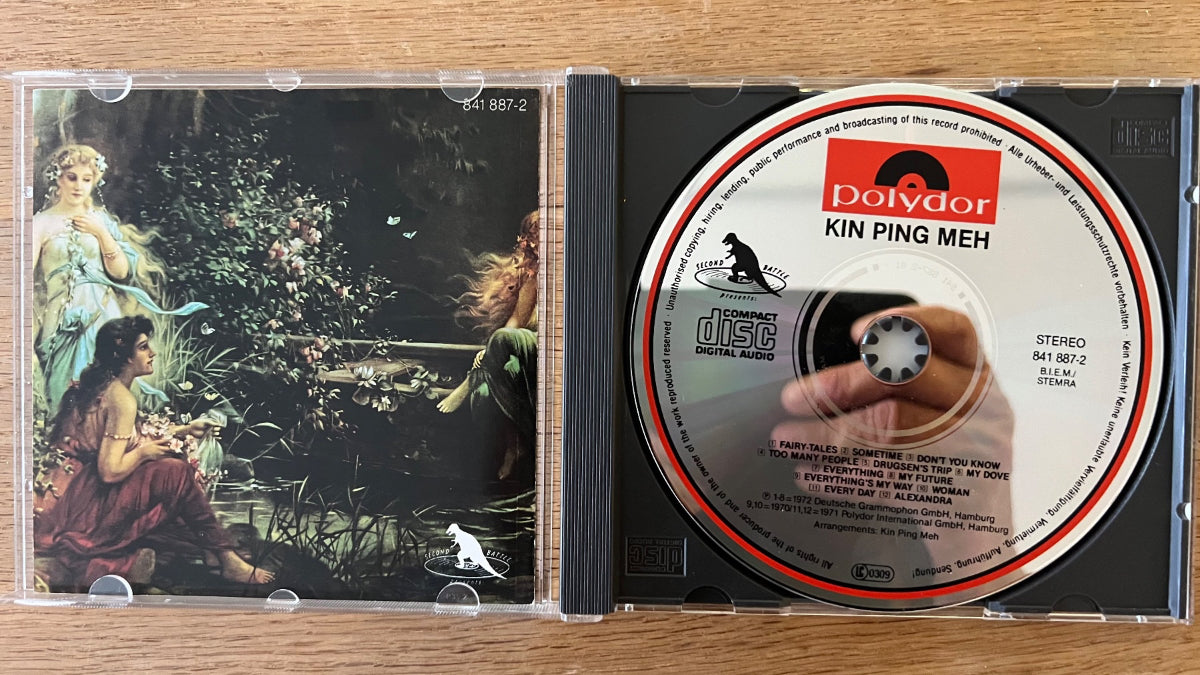 841 887-2
SECOND BATTLE
presents
Unauthorised copying, hiring, lending, public performance and broadcasting of this record prohibited · Alle Urheber- und Leistungsschutzrechte vorbehalten · Kein Verleih! Keine unerlaubte Vervielfältigung, Vermietung, Aufführung, Sendung!
All rights of the producer and of the owner of the work reproduced reserved ·
polydor
KIN PING MEH
SECOND BATTLE
presents:
COMPACT
disc
DIGITAL AUDIO
STEREO
841 887-2
B.I.E.M./
STEMRA
1 FAIRY-TALES 2 SOMETIME 3 DON'T YOU KNOW
4 TOO MANY PEOPLE 5 DRUGSEN'S TRIP 6 MY DOVE
7 EVERYTHING 8 MY FUTURE
9 EVERYTHING'S MY WAY 10 WOMAN
11 EVERY DAY 12 ALEXANDRA
℗ 1-8=1972 Deutsche Grammophon GmbH, Hamburg
9,10=1970/11,12=1971 Polydor International GmbH, Hamburg
Arrangements: Kin Ping Meh
LC 0309
COMPACT
disc
DIGITAL AUDIO
disc